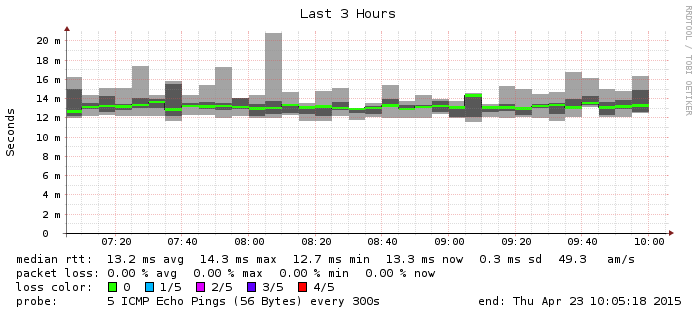 Last 3 Hours
RRDTOOL / TOBI OETIKER
Seconds
20 m
18 m
16 m
14 m
12 m
10 m
8 m
6 m
4 m
2 m
0
07:20 07:40 08:00 08:20 08:40 09:00 09:20 09:40 10:00
median rtt: 13.2 ms avg 14.3 ms max 12.7 ms min 13.3 ms now 0.3 ms sd 49.3 am/s
packet loss: 0.00 % avg 0.00 % max 0.00 % min 0.00 % now
loss color: 0 1/5 2/5 3/5 4/5
probe: 5 ICMP Echo Pings (56 Bytes) every 300s end: Thu Apr 23 10:05:18 2015